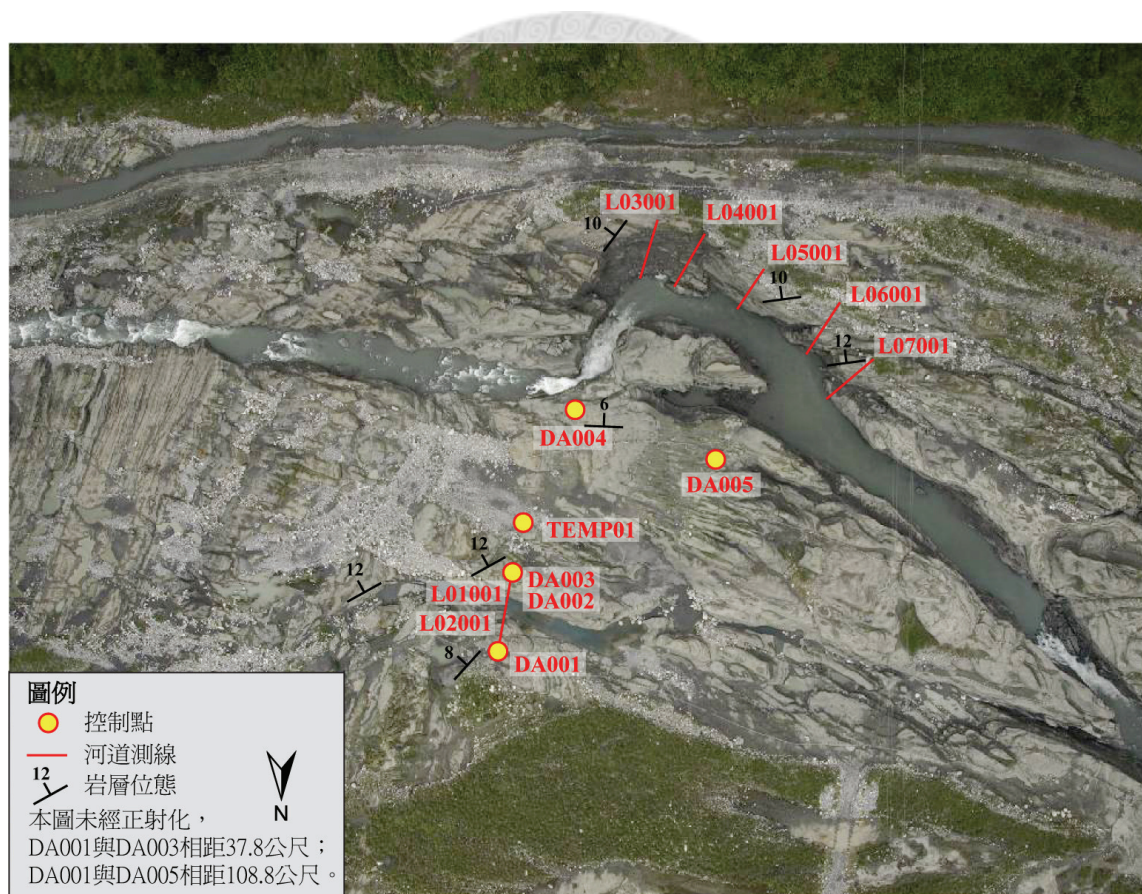 L03001
10
L04001
L05001
10
L06001
12
L07001
6
DA004
DA005
TEMP01
12
DA003
12
L01001
DA002
L02001
8
DA001
圖例
控制點
河道測線
12
岩層位態
N
本圖未經正射化，
DA001與DA003相距37.8公尺；
DA001與DA005相距108.8公尺。